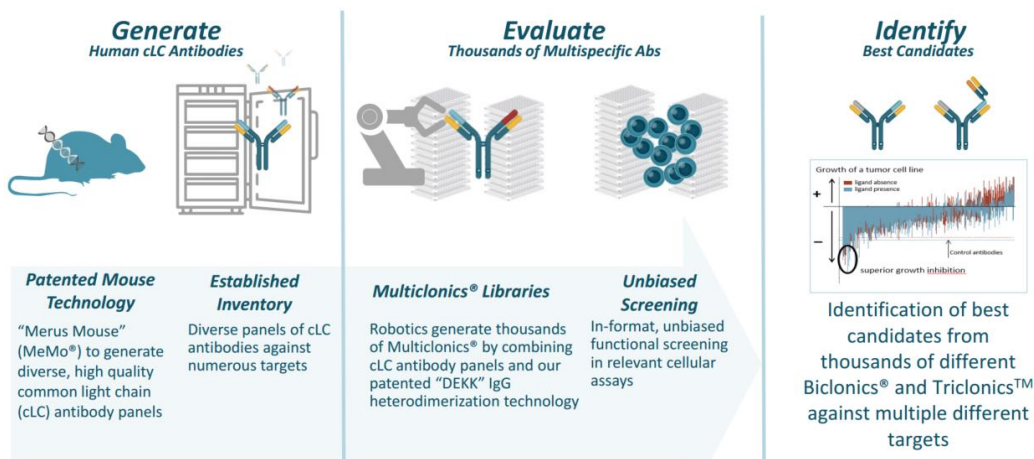 Generate
Human cLC Antibodies
Patented Mouse
Technology
“Merus Mouse”
(MeMo®) to generate
diverse, high quality
common light chain
(cLC) antibody panels
Established
Inventory
Diverse panels of cLC
antibodies against
numerous targets
Evaluate
Thousands of Multispecific Abs
Multiclonics® Libraries
Robotics generate thousands
of Multiclonics® by combining
cLC antibody panels and our
patented “DEKK” IgG
heterodimerization technology
Unbiased
Screening
In-format, unbiased
functional screening
in relevant cellular
assays
Identify
Best Candidates
Growth of a tumor cell line
ligand absence
ligand presence
+
−
Control antibodies
superior growth inhibition
Identification of best
candidates from
thousands of different
Biclonics® and Triclonics™
against multiple different
targets